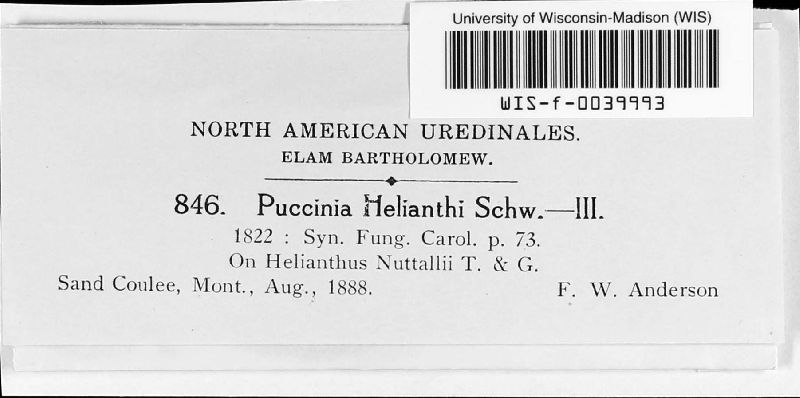 University of Wisconsin-Madison (WIS)
WIS-f-0039993
NORTH AMERICAN UREDINALES.
ELAM BARTHOLOMEW.
846. Puccinia Helianthi Schw.—III.
1822 : Syn. Fung. Carol. p. 73.
On Helianthus Nuttallii T. & G.
Sand Coulee, Mont., Aug., 1888. F. W. Anderson